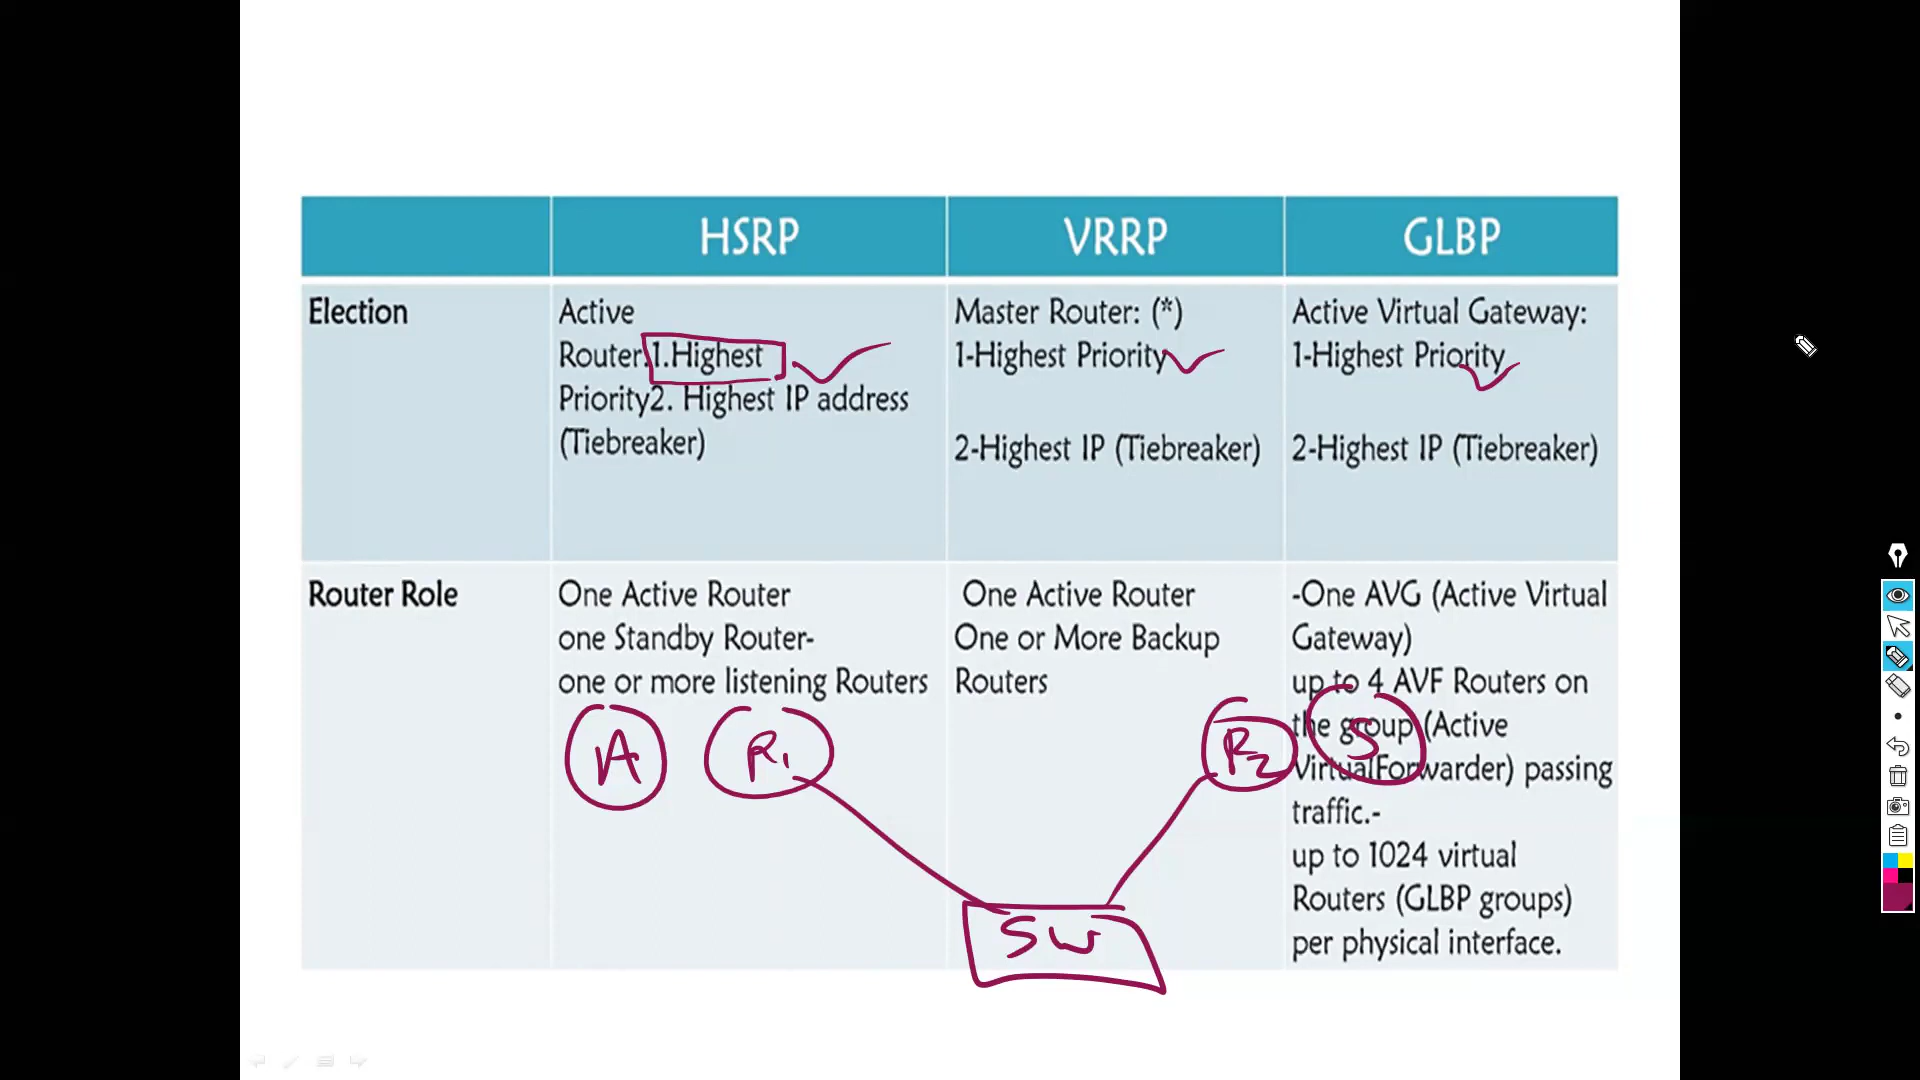 HSRP VRRP GLBP
Election
Active
Router:1.Highest
Priority2. Highest IP address
(Tiebreaker)
Master Router: (*)
1-Highest Priority
2-Highest IP (Tiebreaker)
Active Virtual Gateway:
1-Highest Priority
2-Highest IP (Tiebreaker)
Router Role
One Active Router
one Standby Router-
one or more listening Routers
One Active Router
One or More Backup
Routers
-One AVG (Active Virtual
Gateway)
up to 4 AVF Routers on
the group (Active
VirtualForwarder) passing
traffic.-
up to 1024 virtual
Routers (GLBP groups)
per physical interface.
A R1 R2 S
SW